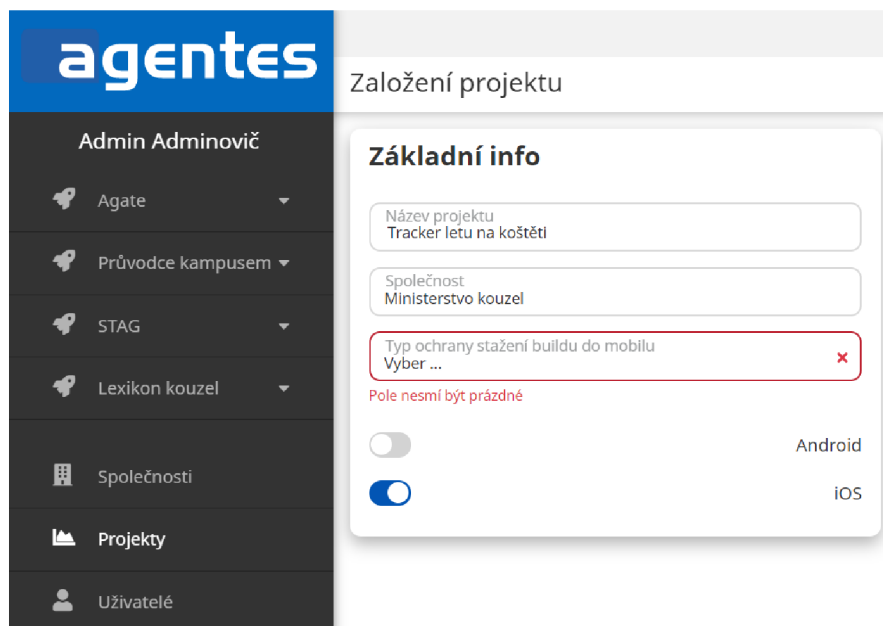 agentes
Založení projektu
Admin Adminovič
Agate
Průvodce kampusem
STAG
Lexikon kouzel
Společnosti
Projekty
Uživatelé
Základní info
Název projektu
Tracker letu na koštěti
Společnost
Ministerstvo kouzel
Typ ochrany stažení buildu do mobilu
Vyber ...
Pole nesmí být prázdné
Android
iOS